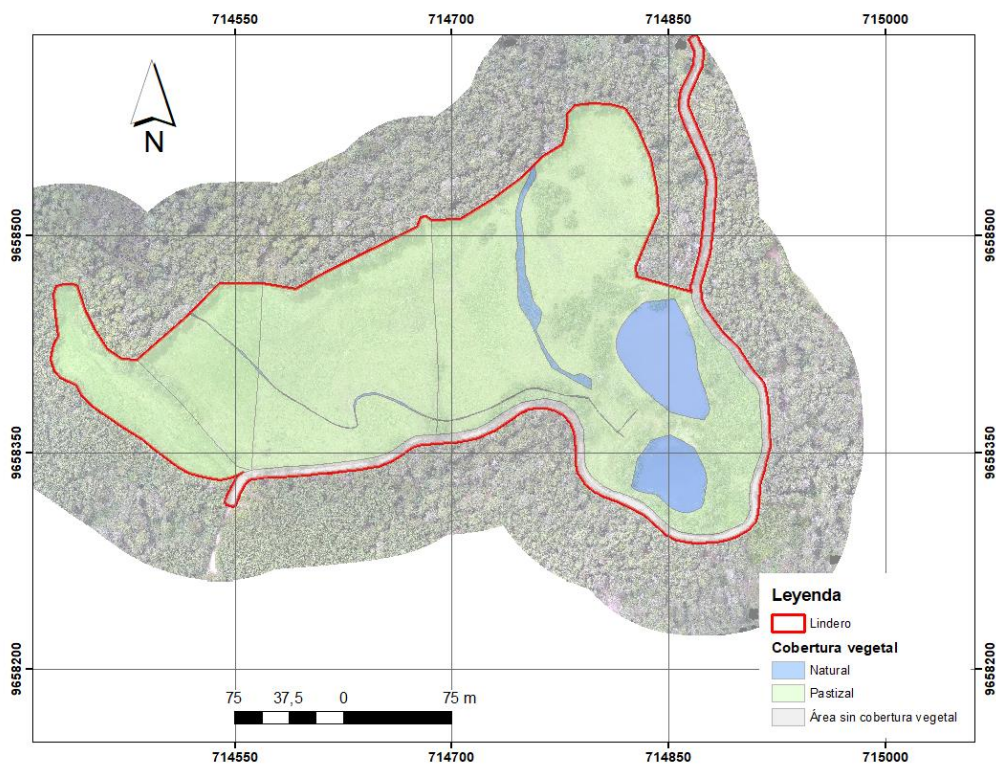 714550 714700 714850 715000
N
9658500 9658500
9658350 9658350
Leyenda
Lindero
Cobertura vegetal
Natural
Pastizal
Área sin cobertura vegetal
9658200 9658200
75 37,5 0 75 m
714550 714700 714850 715000